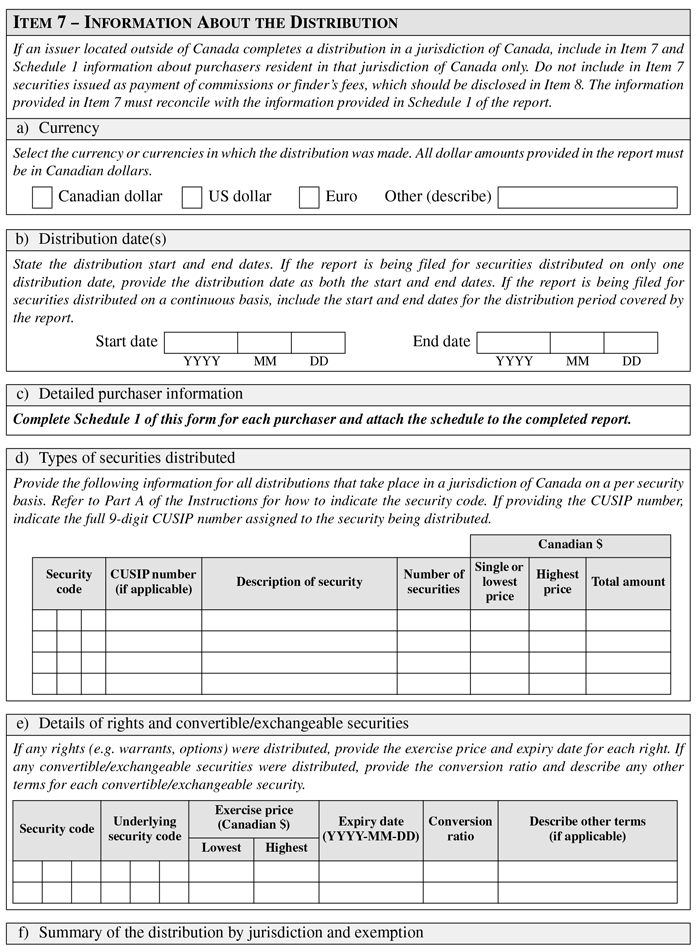 ITEM 7 – INFORMATION ABOUT THE DISTRIBUTION
If an issuer located outside of Canada completes a distribution in a jurisdiction of Canada, include in Item 7 and
Schedule 1 information about purchasers resident in that jurisdiction of Canada only. Do not include in Item 7
securities issued as payment of commissions or finder's fees, which should be disclosed in Item 8. The information
provided in Item 7 must reconcile with the information provided in Schedule 1 of the report.
a) Currency
Select the currency or currencies in which the distribution was made. All dollar amounts provided in the report must
be in Canadian dollars.
Canadian dollar US dollar Euro Other (describe)
b) Distribution date(s)
State the distribution start and end dates. If the report is being filed for securities distributed on only one
distribution date, provide the distribution date as both the start and end dates. If the report is being filed for
securities distributed on a continuous basis, include the start and end dates for the distribution period covered by
the report.
Start date End date
YYYY MM DD YYYY MM DD
c) Detailed purchaser information
Complete Schedule 1 of this form for each purchaser and attach the schedule to the completed report.
d) Types of securities distributed
Provide the following information for all distributions that take place in a jurisdiction of Canada on a per security
basis. Refer to Part A of the Instructions for how to indicate the security code. If providing the CUSIP number,
indicate the full 9-digit CUSIP number assigned to the security being distributed.
Canadian $
Security
code
CUSIP number
(if applicable)
Description of security
Number of
securities
Single or
lowest
price
Highest
price
Total amount
e) Details of rights and convertible/exchangeable securities
If any rights (e.g. warrants, options) were distributed, provide the exercise price and expiry date for each right. If
any convertible/exchangeable securities were distributed, provide the conversion ratio and describe any other
terms for each convertible/exchangeable security.
Security code
Underlying
security code
Exercise price
(Canadian $)
Lowest
Highest
Expiry date
(YYYY-MM-DD)
Conversion
ratio
Describe other terms
(if applicable)
f) Summary of the distribution by jurisdiction and exemption